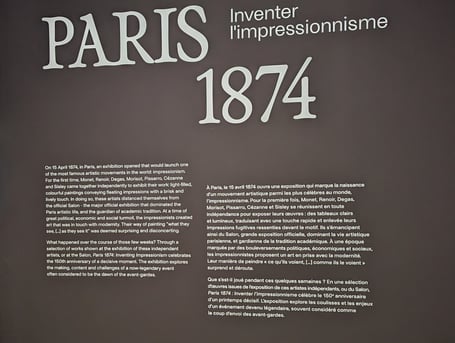 PARIS
Inventer
l'impressionnisme
1874
On 15 April 1874, in Paris, an exhibition opened that would launch one
of the most famous artistic movements in the world: impressionism.
For the first time, Monet, Renoir, Degas, Morisot, Pissarro, Cézanne
and Sisley came together independently to exhibit their work: light-filled,
colourful paintings conveying fleeting impressions with a brisk and
lively touch. In doing so, these artists distanced themselves from
the official Salon - the major exhibition that dominated the
Paris artistic life, and the guardian of academic tradition. At a time of
great political, economic and social turmoil, the impressionists created
art that was in touch with modernity. Their way of painting "what they
see, [...] as they see it" was deemed surprising and disconcerting.
What happened over the course of those few weeks? Through a
selection of works shown at the exhibition of these independent
artists, or at the Salon, Paris 1874: Inventing Impressionism celebrates
the 150th anniversary of a decisive moment. The exhibition explores
the making, content and challenges of a now-legendary event
often considered to be the dawn of the avant-gardes.
À Paris, le 15 avril 1874 ouvre une exposition qui marque la naissance
d'un mouvement artistique parmi les plus célèbres au monde,
l'impressionnisme. Pour la première fois, Monet, Renoir, Degas,
Morisot, Pissarro, Cézanne et Sisley se réunissent en toute
indépendance pour exposer leurs œuvres : des tableaux clairs
et lumineux, traduisant avec une touche rapide et enlevée leurs
impressions fugitives ressenties devant le motif. Ils s'émancipent
ainsi du Salon, grande exposition officielle, dominant la vie artistique
parisienne, et gardienne de la tradition académique. À une époque
marquée par des bouleversements politiques, économiques et sociaux,
les impressionnistes proposent un art en prise avec la modernité.
Leur manière de peindre « ce qu'ils voient, [...] comme ils le voient »
surprend et déroute.
Que s'est-il joué pendant ces quelques semaines ? En une sélection
d'œuvres issues de l'exposition de ces artistes indépendants, ou du Salon,
Paris 1874 : Inventer l'impressionnisme célèbre le 150e anniversaire
d'un printemps décisif. L'exposition explore les coulisses et les enjeux
d'un événement devenu légendaire, souvent considéré comme
le coup d'envoi des avant-gardes.